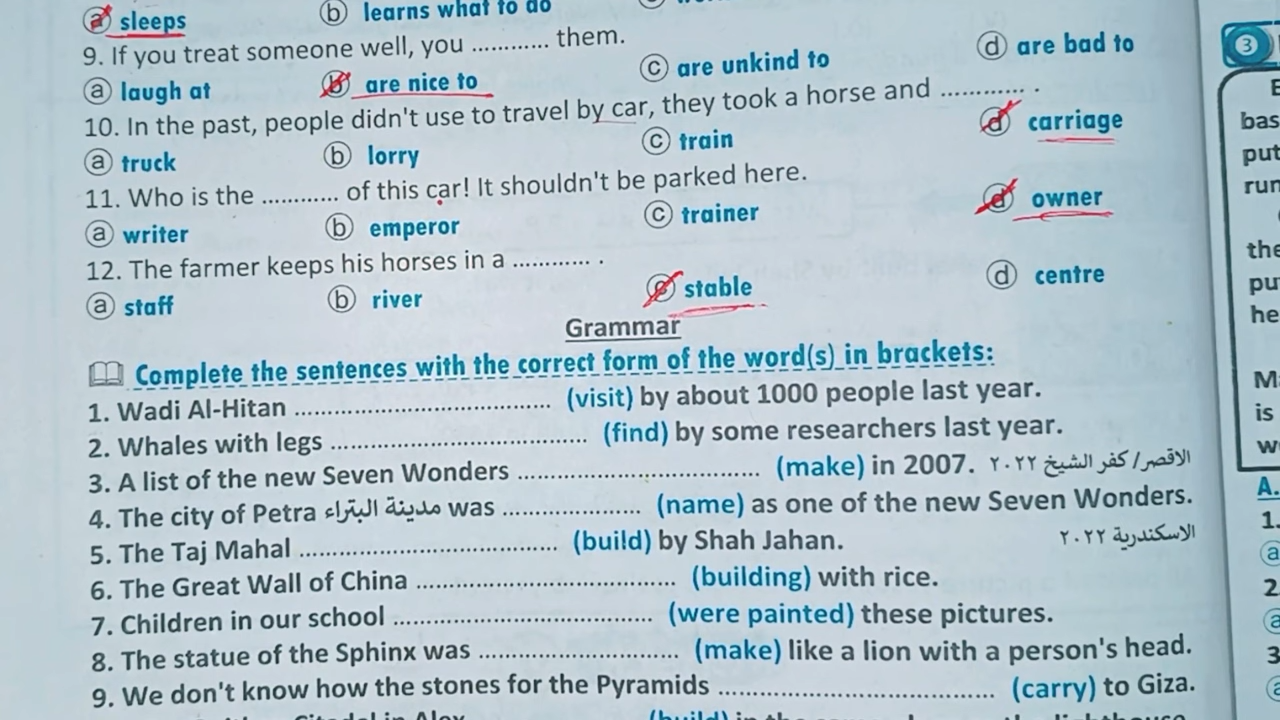 ⓐ sleeps ⓑ learns what to do
9. If you treat someone well, you ............ them.
ⓐ laugh at ⓑ are nice to ⓒ are unkind to ⓓ are bad to
10. In the past, people didn't use to travel by car, they took a horse and ............. .
ⓐ truck ⓑ lorry ⓒ train ⓓ carriage
11. Who is the ............ of this car! It shouldn't be parked here.
ⓐ writer ⓑ emperor ⓒ trainer ⓓ owner
12. The farmer keeps his horses in a ............ .
ⓐ staff ⓑ river ⓒ stable ⓓ centre
Grammar
Complete the sentences with the correct form of the word(s) in brackets:
1. Wadi Al-Hitan ........................................ (visit) by about 1000 people last year.
2. Whales with legs ........................................ (find) by some researchers last year.
3. A list of the new Seven Wonders ...................................... (make) in 2007. الأقصر/ كفر الشيخ ٢٠٢٢
4. The city of Petra مدينة البتراء was ...................... (name) as one of the new Seven Wonders.
5. The Taj Mahal ........................................ (build) by Shah Jahan. الاسكندرية ٢٠٢٢
6. The Great Wall of China ........................................ (building) with rice.
7. Children in our school ........................................ (were painted) these pictures.
8. The statue of the Sphinx was ............................... (make) like a lion with a person's head.
9. We don't know how the stones for the Pyramids ........................................... (carry) to Giza.
(build) in the
3
bas
put
run
the
pu
he
M
is
w
A.
1.
ⓐ
2
3